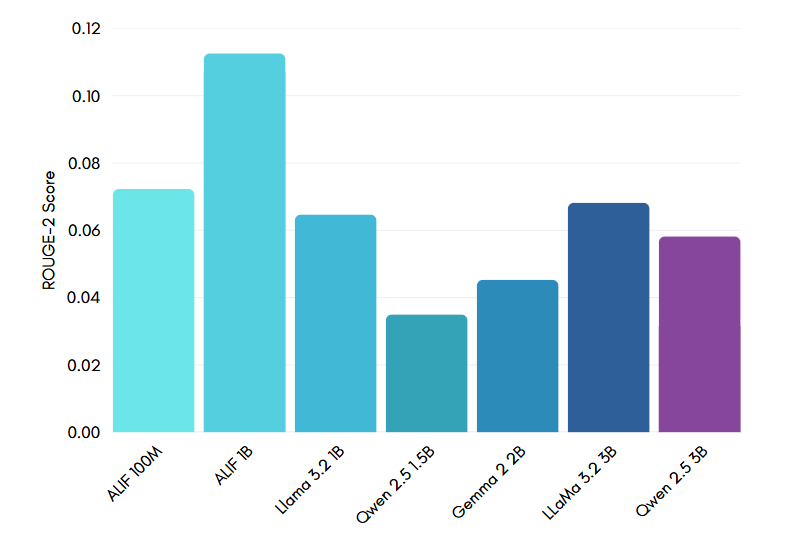 0.12
0.10
0.08
0.06
0.04
0.02
0.00
ROUGE-2 Score
ALIF 100M
ALIF 1B
Llama 3.2 1B
Qwen 2.5 1.5B
Gemma 2 2B
LLaMa 3.2 3B
Qwen 2.5 3B